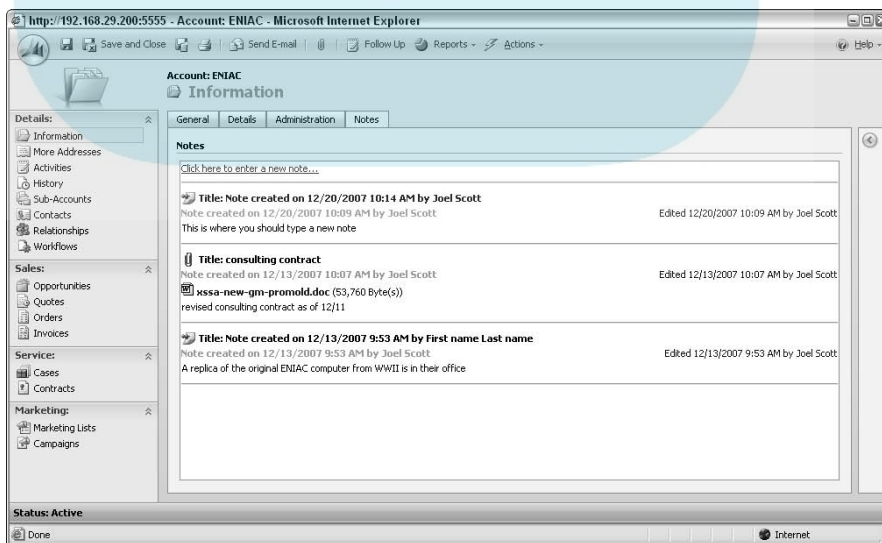 http://192.168.29.200:5555 - Account: ENIAC - Microsoft Internet Explorer
Save and Close Send E-mail Follow Up Reports Actions Help
Account: ENIAC
Information
Details:
Information
More Addresses
Activities
History
Sub-Accounts
Contacts
Relationships
Workflows
Sales:
Opportunities
Quotes
Orders
Invoices
Service:
Cases
Contracts
Marketing:
Marketing Lists
Campaigns
General Details Administration Notes
Notes
Click here to enter a new note...
Title: Note created on 12/20/2007 10:14 AM by Joel Scott
Note created on 12/20/2007 10:09 AM by Joel Scott Edited 12/20/2007 10:09 AM by Joel Scott
This is where you should type a new note
Title: consulting contract
Note created on 12/13/2007 10:07 AM by Joel Scott Edited 12/13/2007 10:07 AM by Joel Scott
xssa-new-gm-promold.doc (53,760 Byte(s))
revised consulting contract as of 12/11
Title: Note created on 12/13/2007 9:53 AM by First name Last name
Note created on 12/13/2007 9:53 AM by Joel Scott Edited 12/13/2007 9:53 AM by Joel Scott
A replica of the original ENIAC computer from WWII is in their office
Status: Active
Done Internet